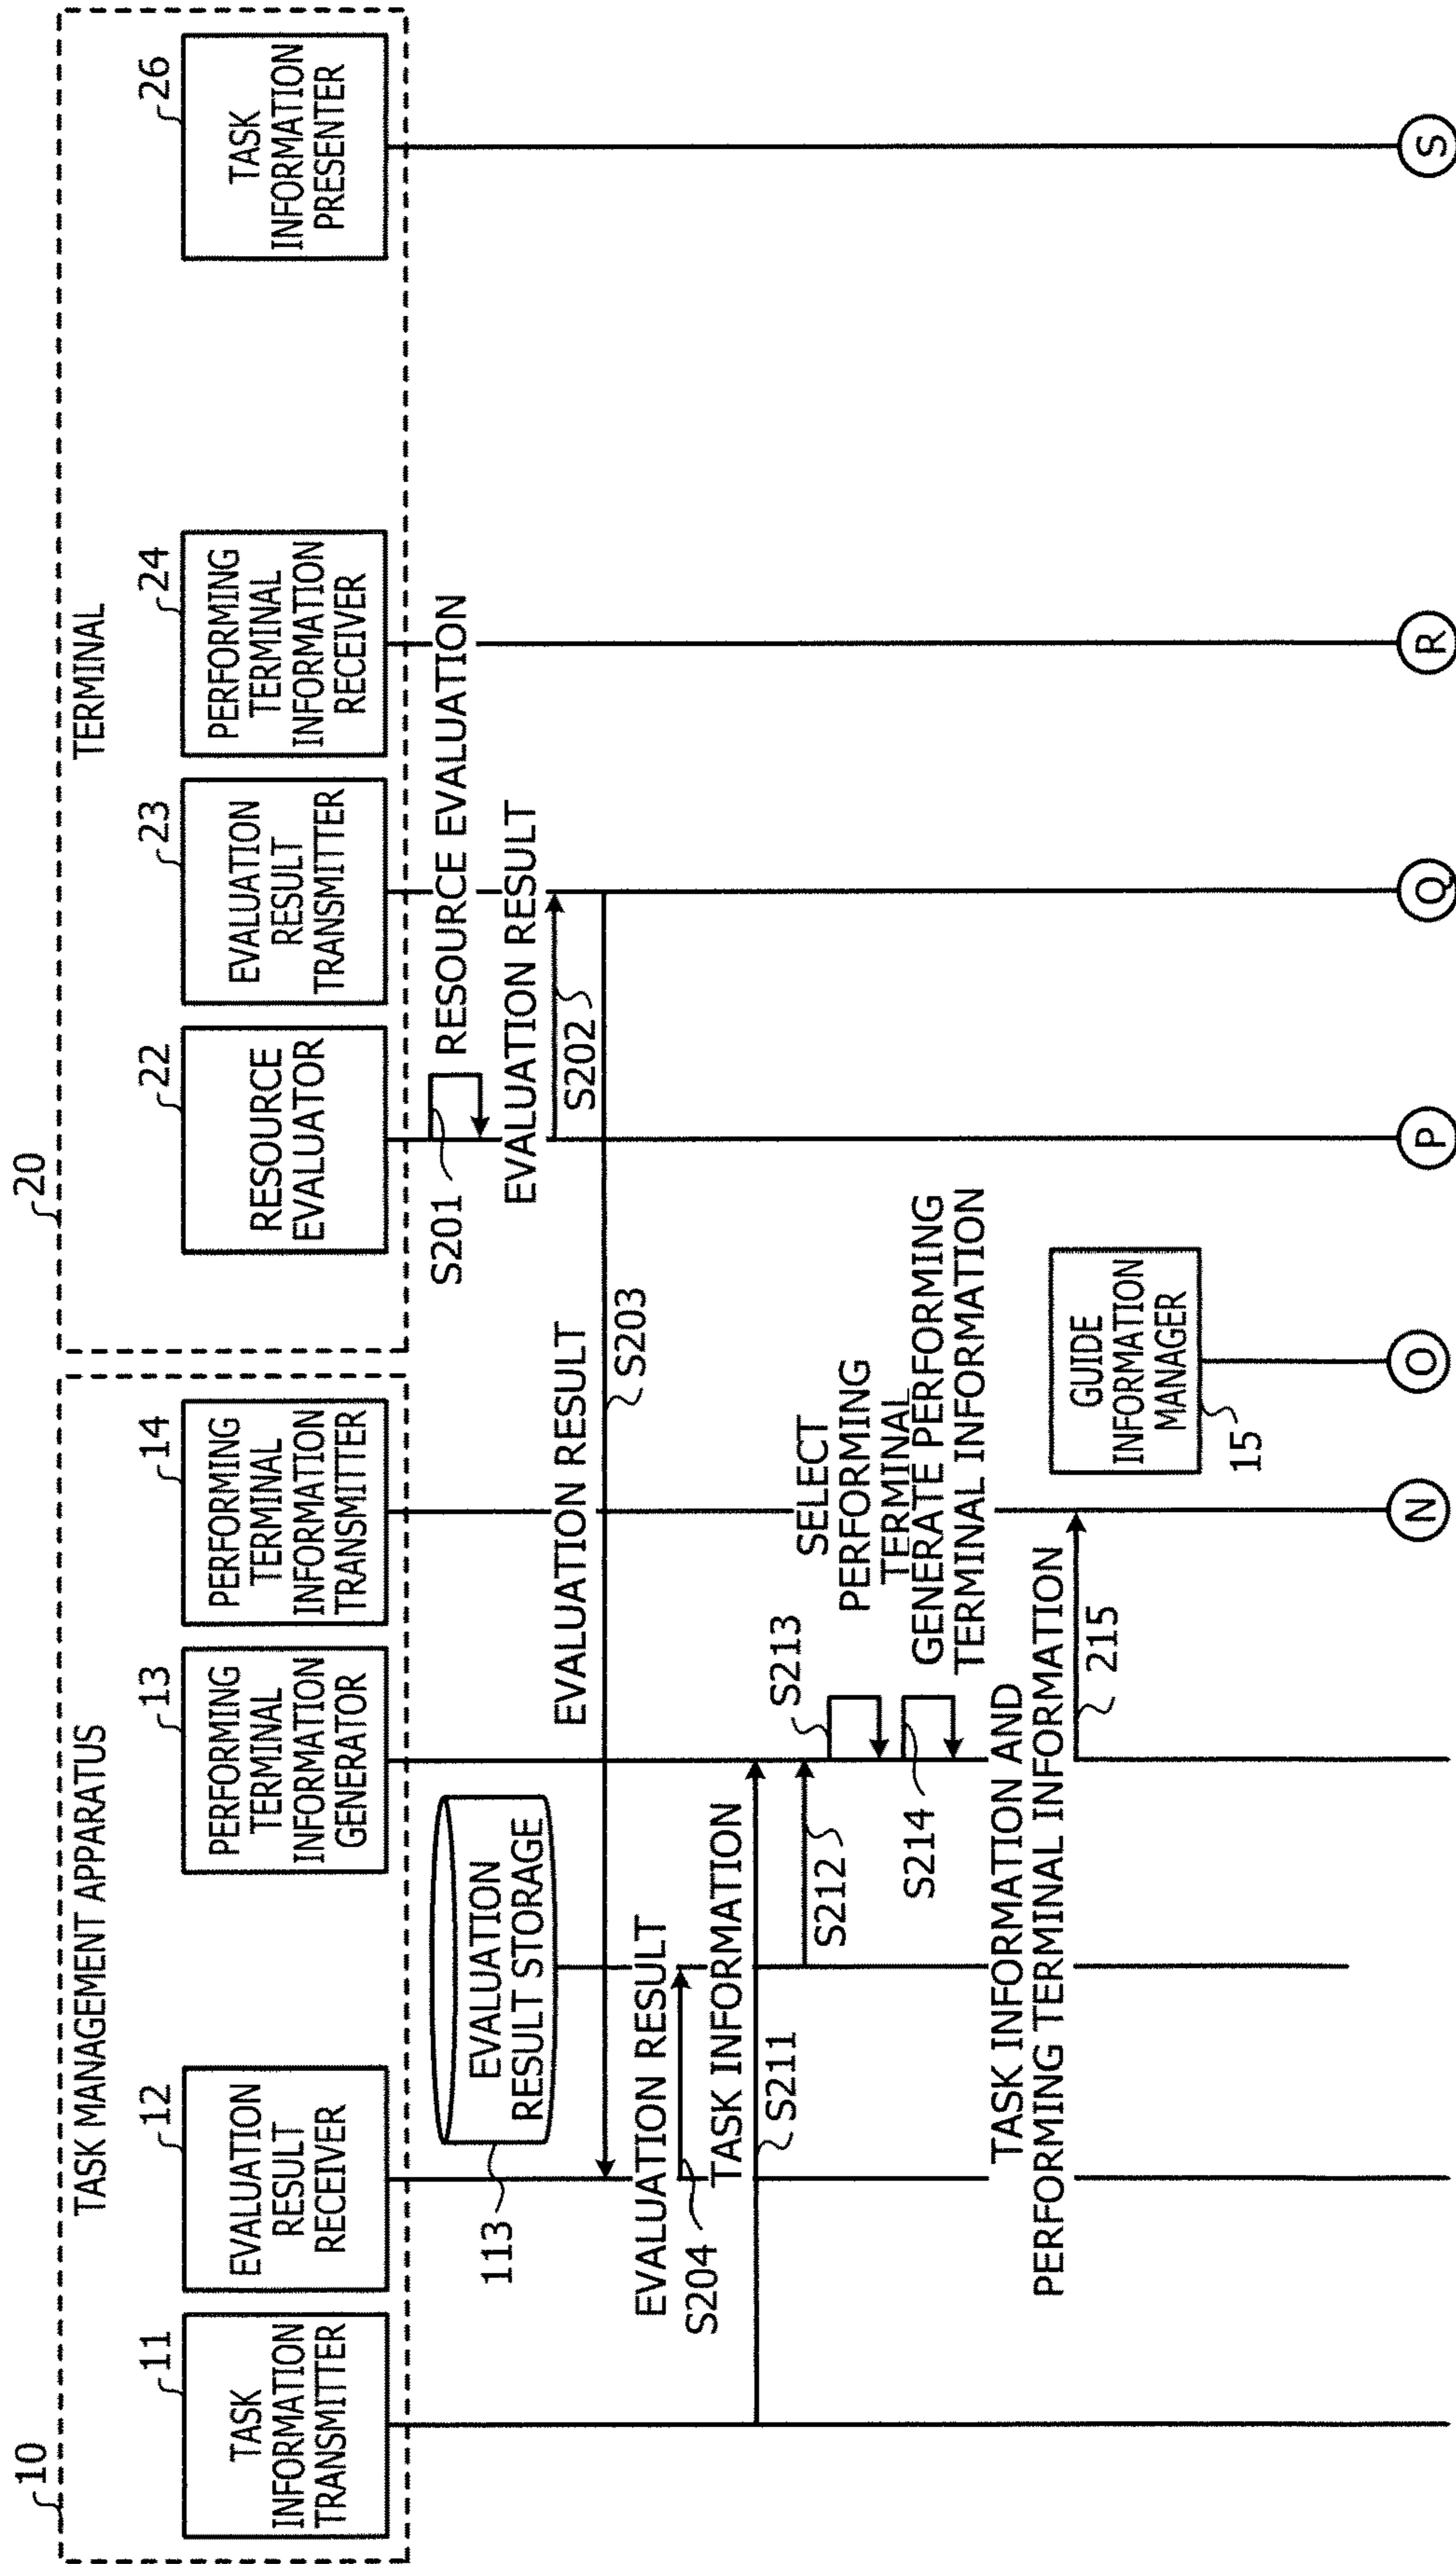 10
TASK MANAGEMENT APPARATUS
11
TASK
INFORMATION
TRANSMITTER
12
EVALUATION
RESULT
RECEIVER
13
PERFORMING
TERMINAL
INFORMATION
GENERATOR
14
PERFORMING
TERMINAL
INFORMATION
TRANSMITTER
20
TERMINAL
22
RESOURCE
EVALUATOR
23
EVALUATION
RESULT
TRANSMITTER
24
PERFORMING
TERMINAL
INFORMATION
RECEIVER
26
TASK
INFORMATION
PRESENTER
S201
RESOURCE EVALUATION
EVALUATION RESULT
S202
113
EVALUATION
RESULT STORAGE
EVALUATION RESULT
S203
EVALUATION RESULT
S204
TASK INFORMATION
S211
S212
S213
SELECT
PERFORMING
TERMINAL
S214
GENERATE PERFORMING
TERMINAL INFORMATION
TASK INFORMATION AND
PERFORMING TERMINAL INFORMATION
215
GUIDE
INFORMATION
MANAGER
15
N
O
P
Q
R
S